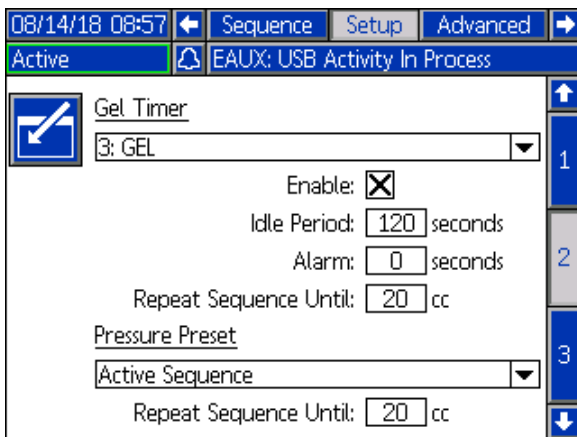 08/14/18 08:57 Sequence Setup Advanced
Active EAUX: USB Activity In Process
Gel Timer
3: GEL
1
Enable:
Idle Period: 120 seconds
Alarm: 0 seconds
2
Repeat Sequence Until: 20 cc
Pressure Preset
3
Active Sequence
Repeat Sequence Until: 20 cc